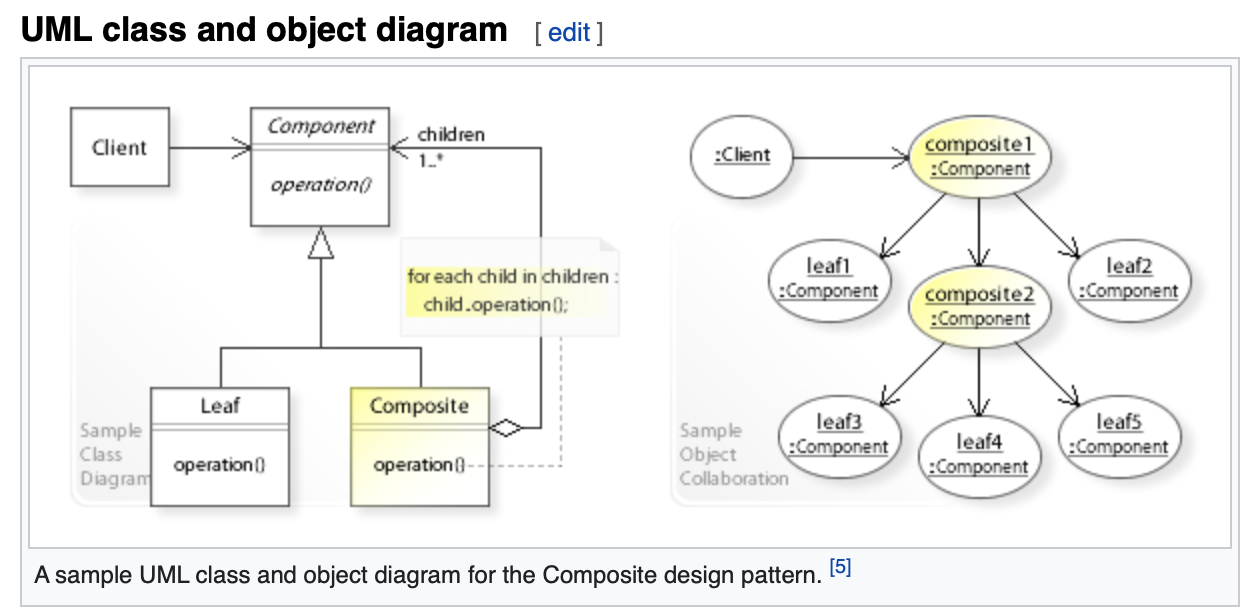 UML class and object diagram [ edit ]
Client
Component
operation()
children
1..*
for each child in children :
child.operation();
Leaf
operation()
Composite
operation()
Sample
Class
Diagram
:Client
composite1
:Component
leaf1
:Component
composite2
:Component
leaf2
:Component
leaf3
:Component
leaf4
:Component
leaf5
:Component
Sample
Object
Collaboration
A sample UML class and object diagram for the Composite design pattern. [5]